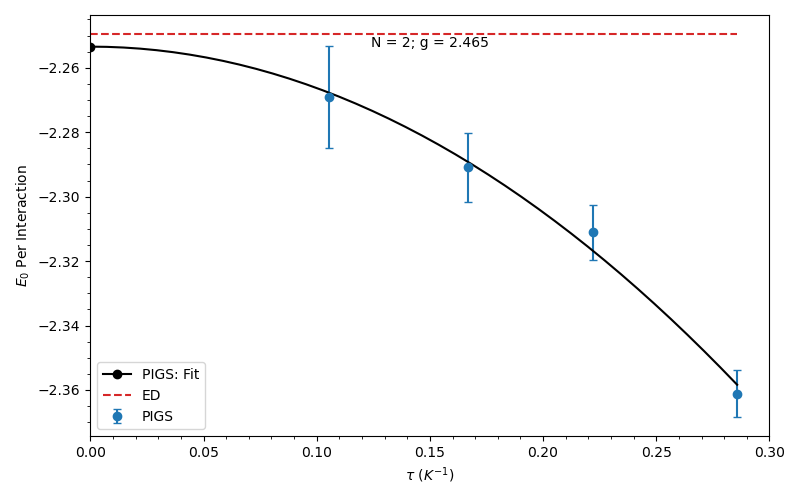 N = 2; g = 2.465
−2.26
−2.28
−2.30
−2.32
−2.34
−2.36
E₀ Per Interaction
PIGS: Fit
ED
PIGS
0.00 0.05 0.10 0.15 0.20 0.25 0.30
τ (K⁻¹)